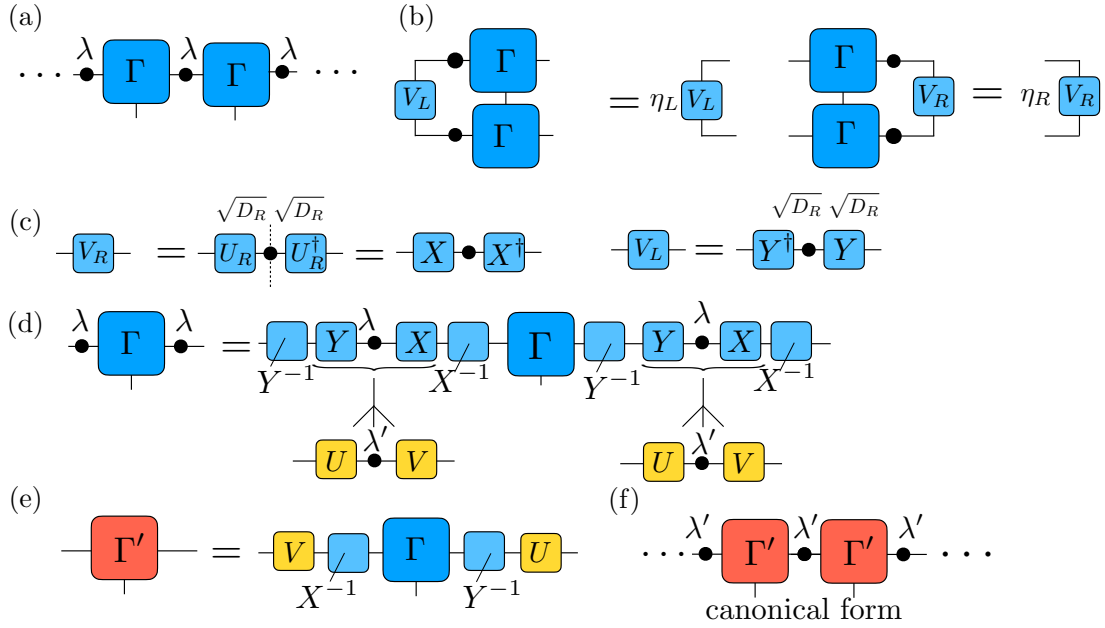 (a)
λ λ λ
··· Γ Γ ···
(b)
V_L Γ Γ = η_L V_L
Γ Γ V_R = η_R V_R
(c)
√D_R √D_R
V_R = U_R U_R^† = X X^†
√D_R √D_R
V_L = Y^† Y
(d)
λ Γ λ = Y λ X Γ Y λ X
Y^{-1} X^{-1} Y^{-1} X^{-1}
U λ′ V U λ′ V
(e)
Γ′ = V Γ U
X^{-1} Y^{-1}
(f)
λ′ λ′ λ′
··· Γ′ Γ′ ···
canonical form